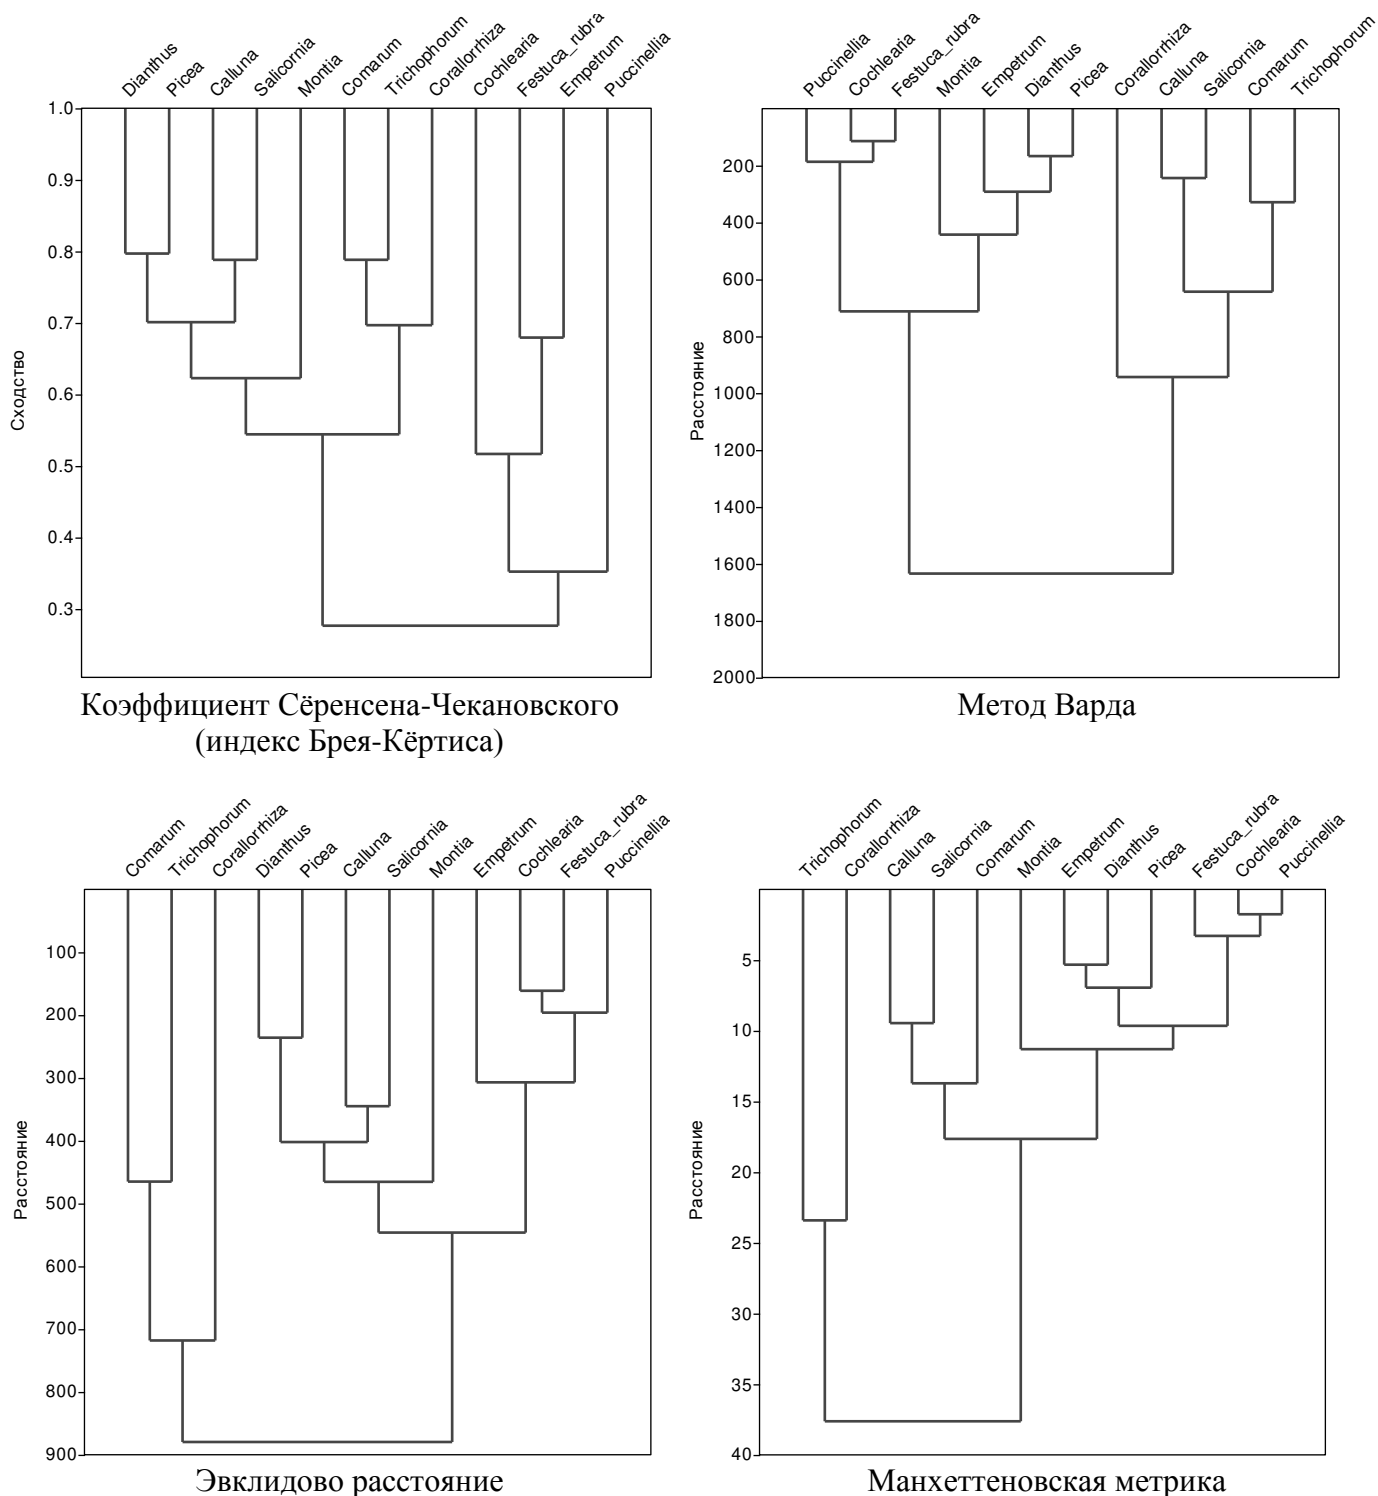 Dianthus
Picea
Calluna
Salicornia
Montia
Comarum
Trichophorum
Corallorrhiza
Cochlearia
Festuca_rubra
Empetrum
Puccinellia
1.0
0.9
0.8
0.7
0.6
0.5
0.4
0.3
Сходство
Коэффициент Сёренсена-Чекановского
(индекс Брея-Кёртиса)
Puccinellia
Cochlearia
Festuca_rubra
Montia
Empetrum
Dianthus
Picea
Corallorrhiza
Calluna
Salicornia
Comarum
Trichophorum
200
400
600
800
1000
1200
1400
1600
1800
2000
Расстояние
Метод Варда
Comarum
Trichophorum
Corallorrhiza
Dianthus
Picea
Calluna
Salicornia
Montia
Empetrum
Cochlearia
Festuca_rubra
Puccinellia
100
200
300
400
500
600
700
800
900
Расстояние
Эвклидово расстояние
Trichophorum
Corallorrhiza
Calluna
Salicornia
Comarum
Montia
Empetrum
Dianthus
Picea
Festuca_rubra
Cochlearia
Puccinellia
5
10
15
20
25
30
35
40
Расстояние
Манхеттеновская метрика